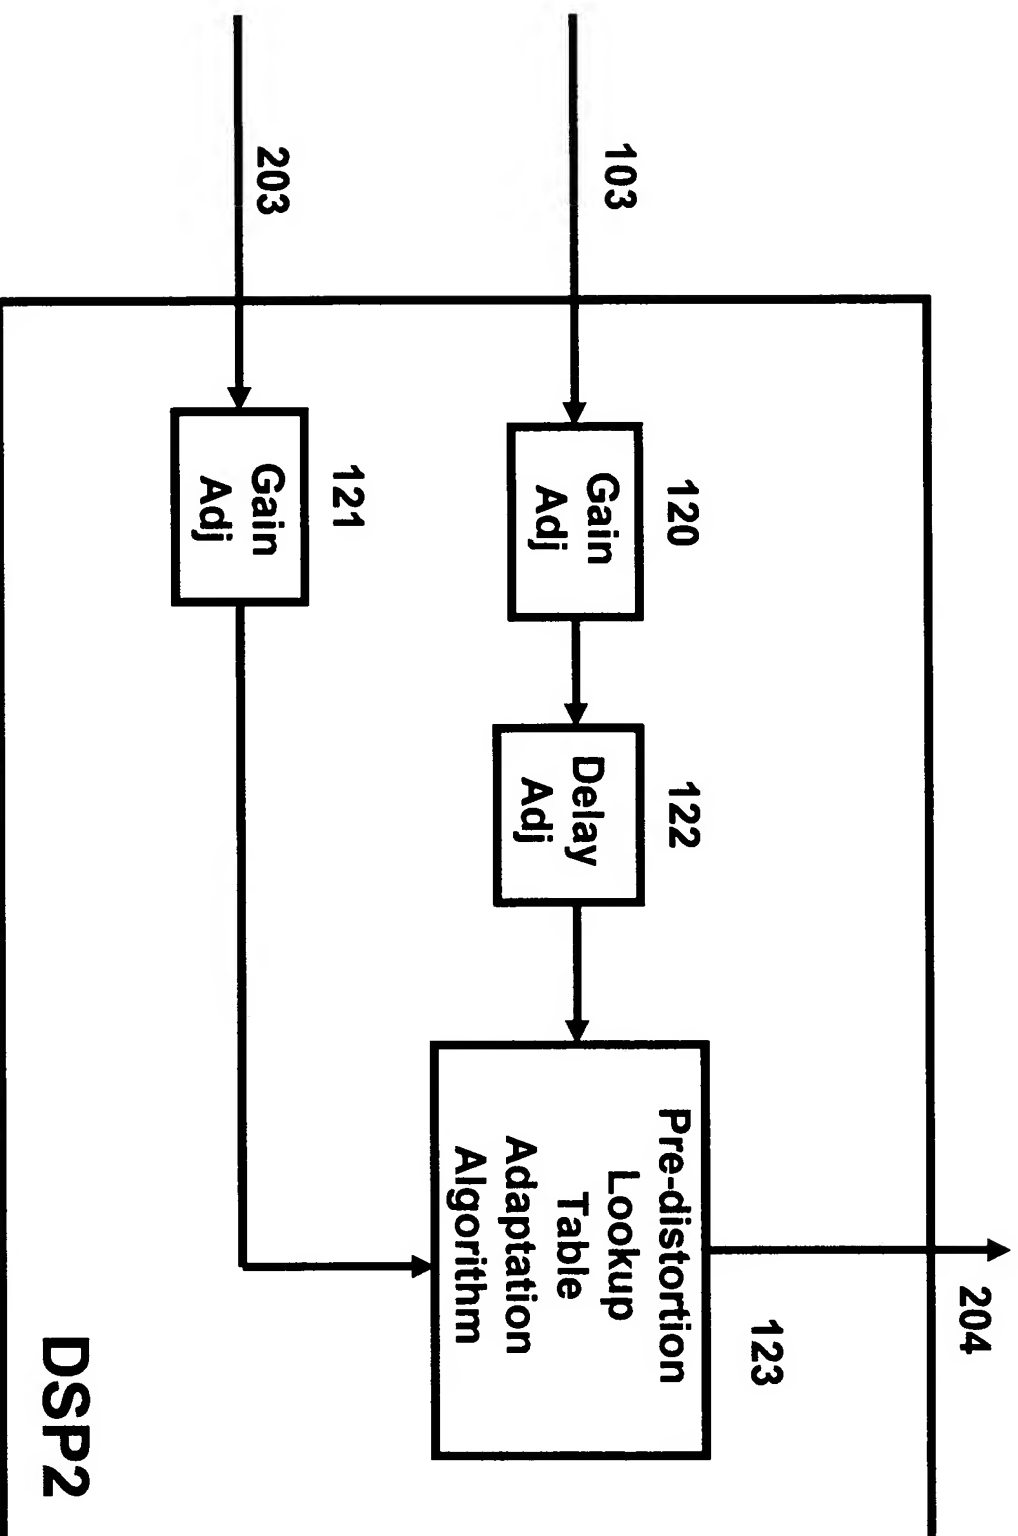 204
123
Pre-distortion
Lookup
Table
Adaptation
Algorithm
103
120
Gain
Adj
122
Delay
Adj
203
121
Gain
Adj
DSP2